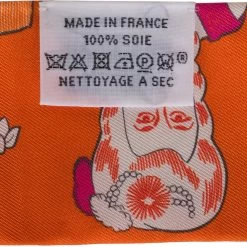 MADE IN FRANCE
100% SOIE
NETTOYAGE A SEC